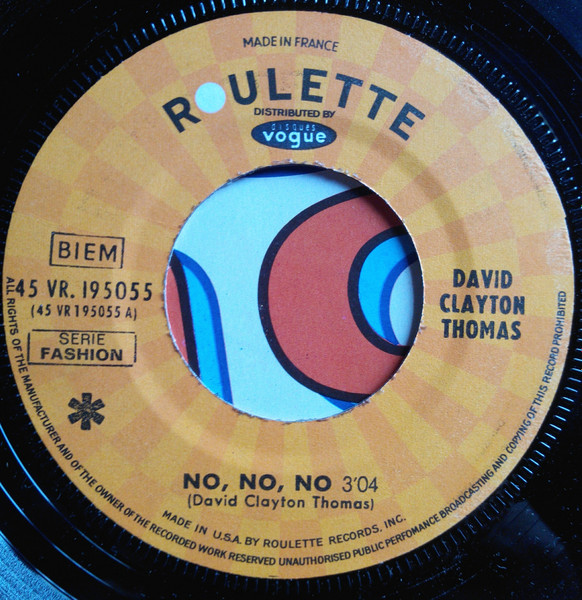 MADE IN FRANCE
ROULETTE
DISTRIBUTED BY
disques
vogue
BIEM
45 VR. 195055
(45 VR 195055 A)
SERIE
FASHION
DAVID
CLAYTON
THOMAS
NO, NO, NO 3'04
(David Clayton Thomas)
MADE IN U.S.A. BY ROULETTE RECORDS, INC.
ALL RIGHTS OF THE MANUFACTURER AND OF THE OWNER OF THE RECORDED WORK RESERVED UNAUTHORISED PUBLIC PERFOMANCE BROADCASTING AND COPYING OF THIS RECORD PROHIBITED